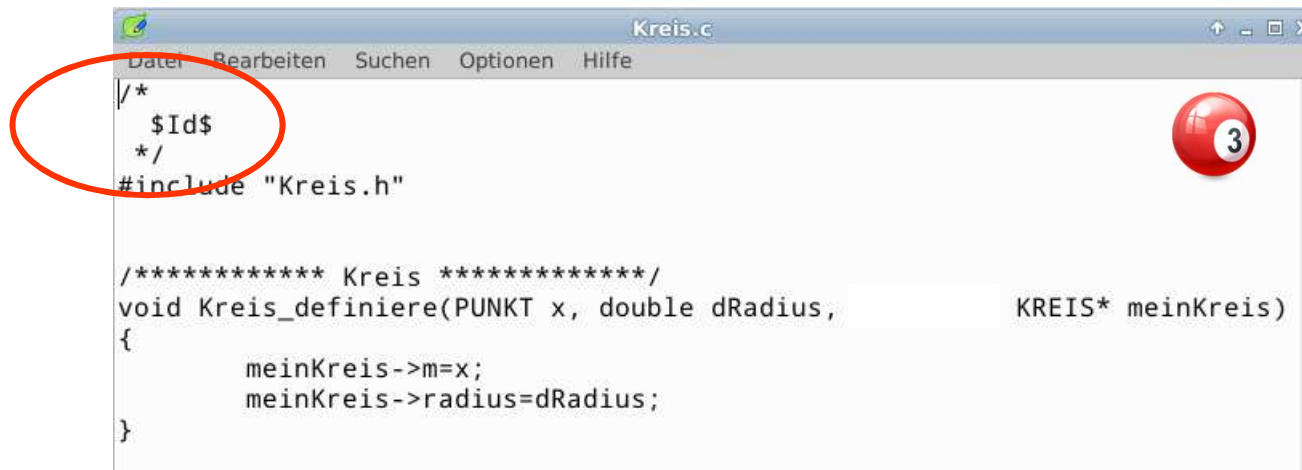 Kreis.c
Datei Bearbeiten Suchen Optionen Hilfe
/*
$Id$
*/
3
#include "Kreis.h"
/************ Kreis *************/
void Kreis_definiere(PUNKT x, double dRadius, KREIS* meinKreis)
{
meinKreis->m=x;
meinKreis->radius=dRadius;
}